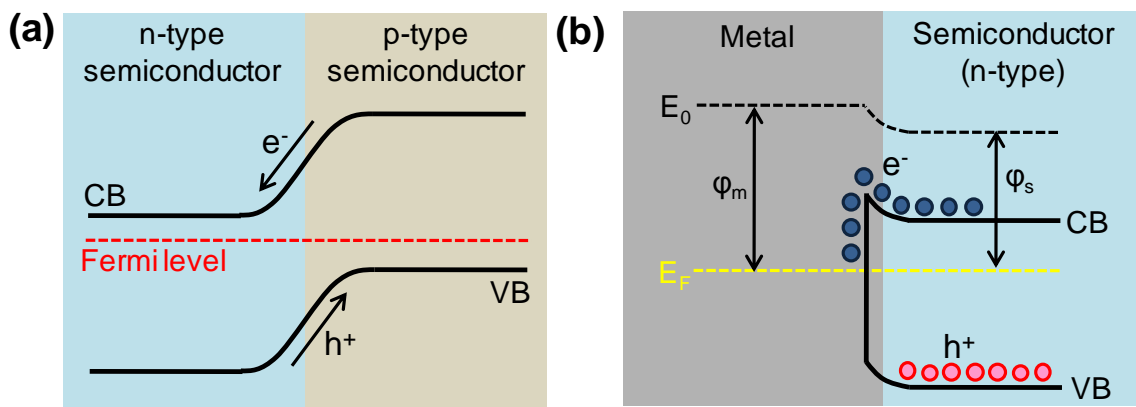 (a)
n-type
semiconductor
p-type
semiconductor
e-
CB
Fermi level
VB
h+
(b)
Metal
Semiconductor
(n-type)
E0
e-
φm
φs
CB
EF
h+
VB